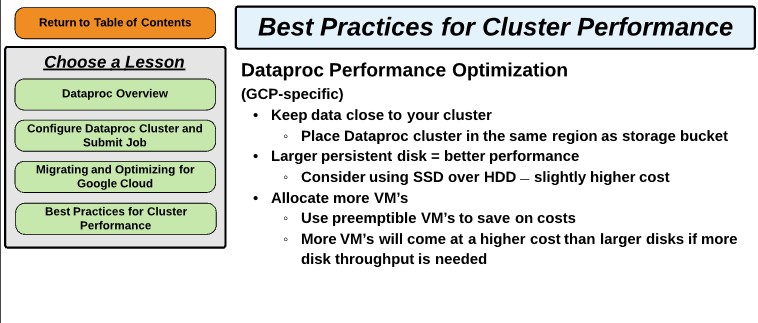 Return to Table of Contents
Choose a Lesson
Dataproc Overview
Configure Dataproc Cluster and
Submit Job
Migrating and Optimizing for
Google Cloud
Best Practices for Cluster
Performance
Best Practices for Cluster Performance
Dataproc Performance Optimization
(GCP-specific)
• Keep data close to your cluster
◦ Place Dataproc cluster in the same region as storage bucket
• Larger persistent disk = better performance
◦ Consider using SSD over HDD – slightly higher cost
• Allocate more VM’s
◦ Use preemptible VM’s to save on costs
◦ More VM’s will come at a higher cost than larger disks if more
disk throughput is needed